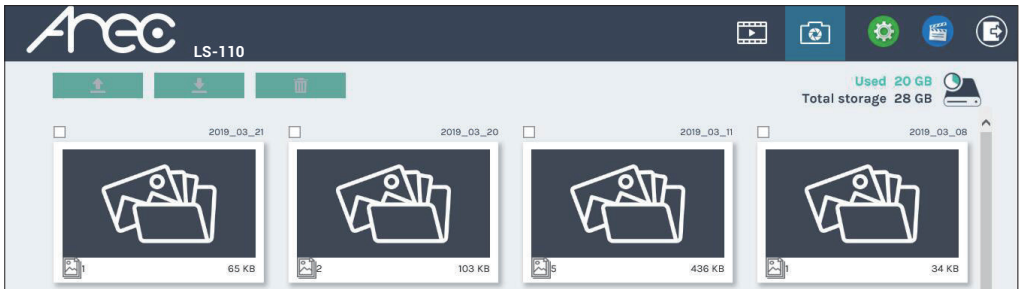 Arec
LS-110
Used 20 GB
Total storage 28 GB
2019_03_21
2019_03_20
2019_03_11
2019_03_08
1
65 KB
2
103 KB
5
436 KB
1
34 KB